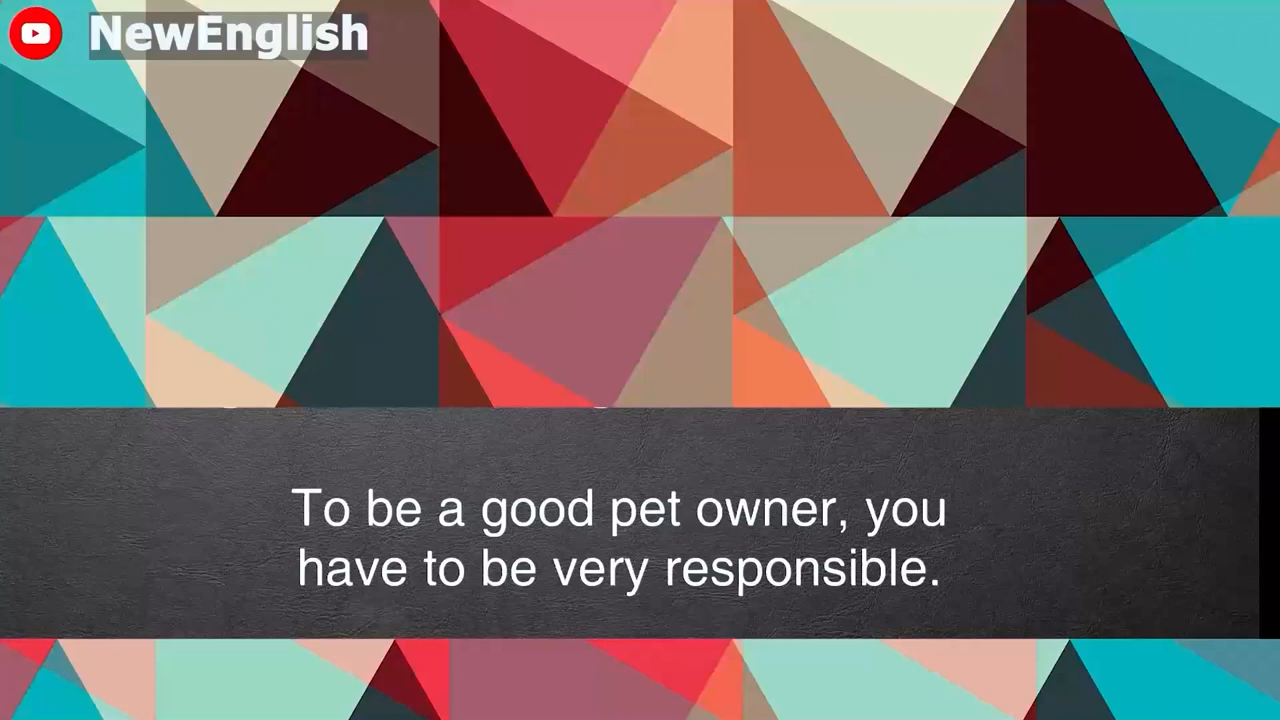 NewEnglish
To be a good pet owner, you
have to be very responsible.